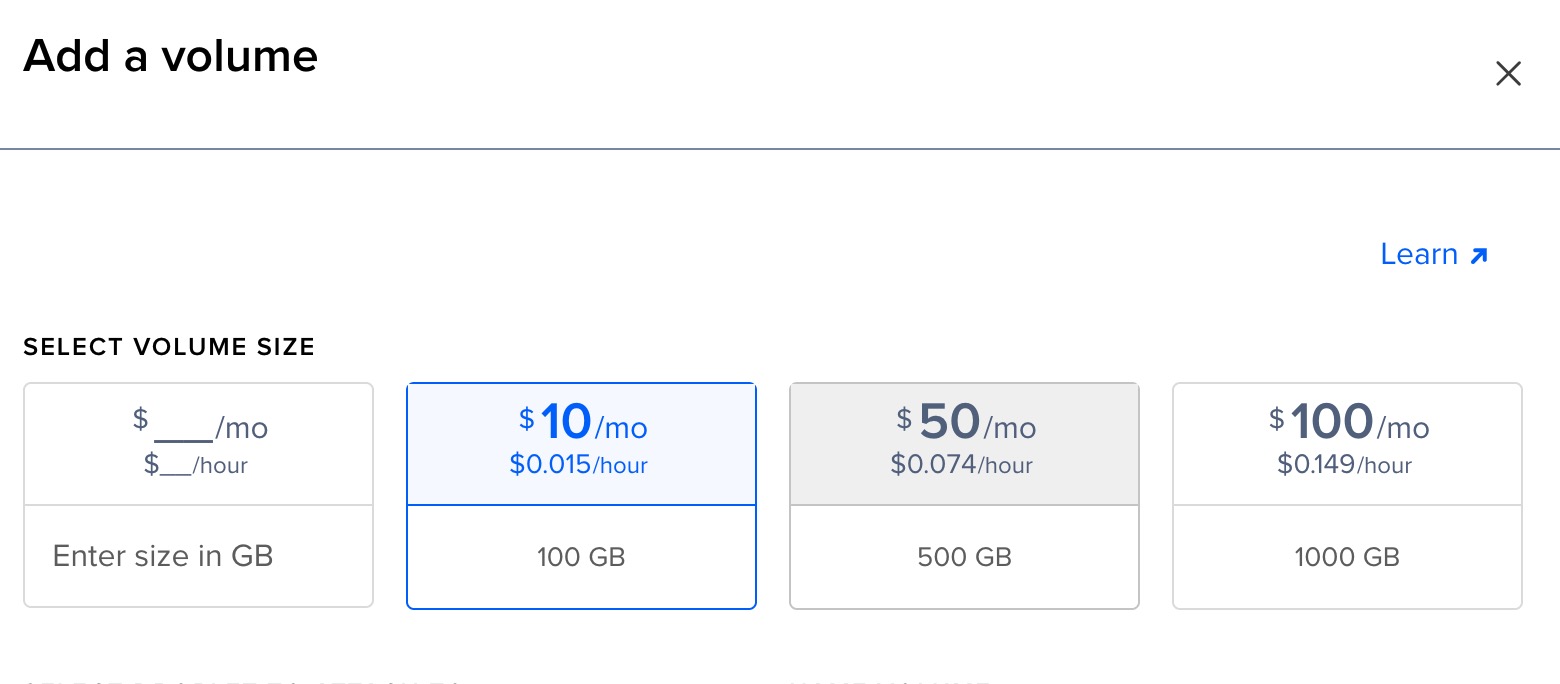 Add a volume
Learn
SELECT VOLUME SIZE
$___/mo
$__/hour
Enter size in GB
$10/mo
$0.015/hour
100 GB
$50/mo
$0.074/hour
500 GB
$100/mo
$0.149/hour
1000 GB